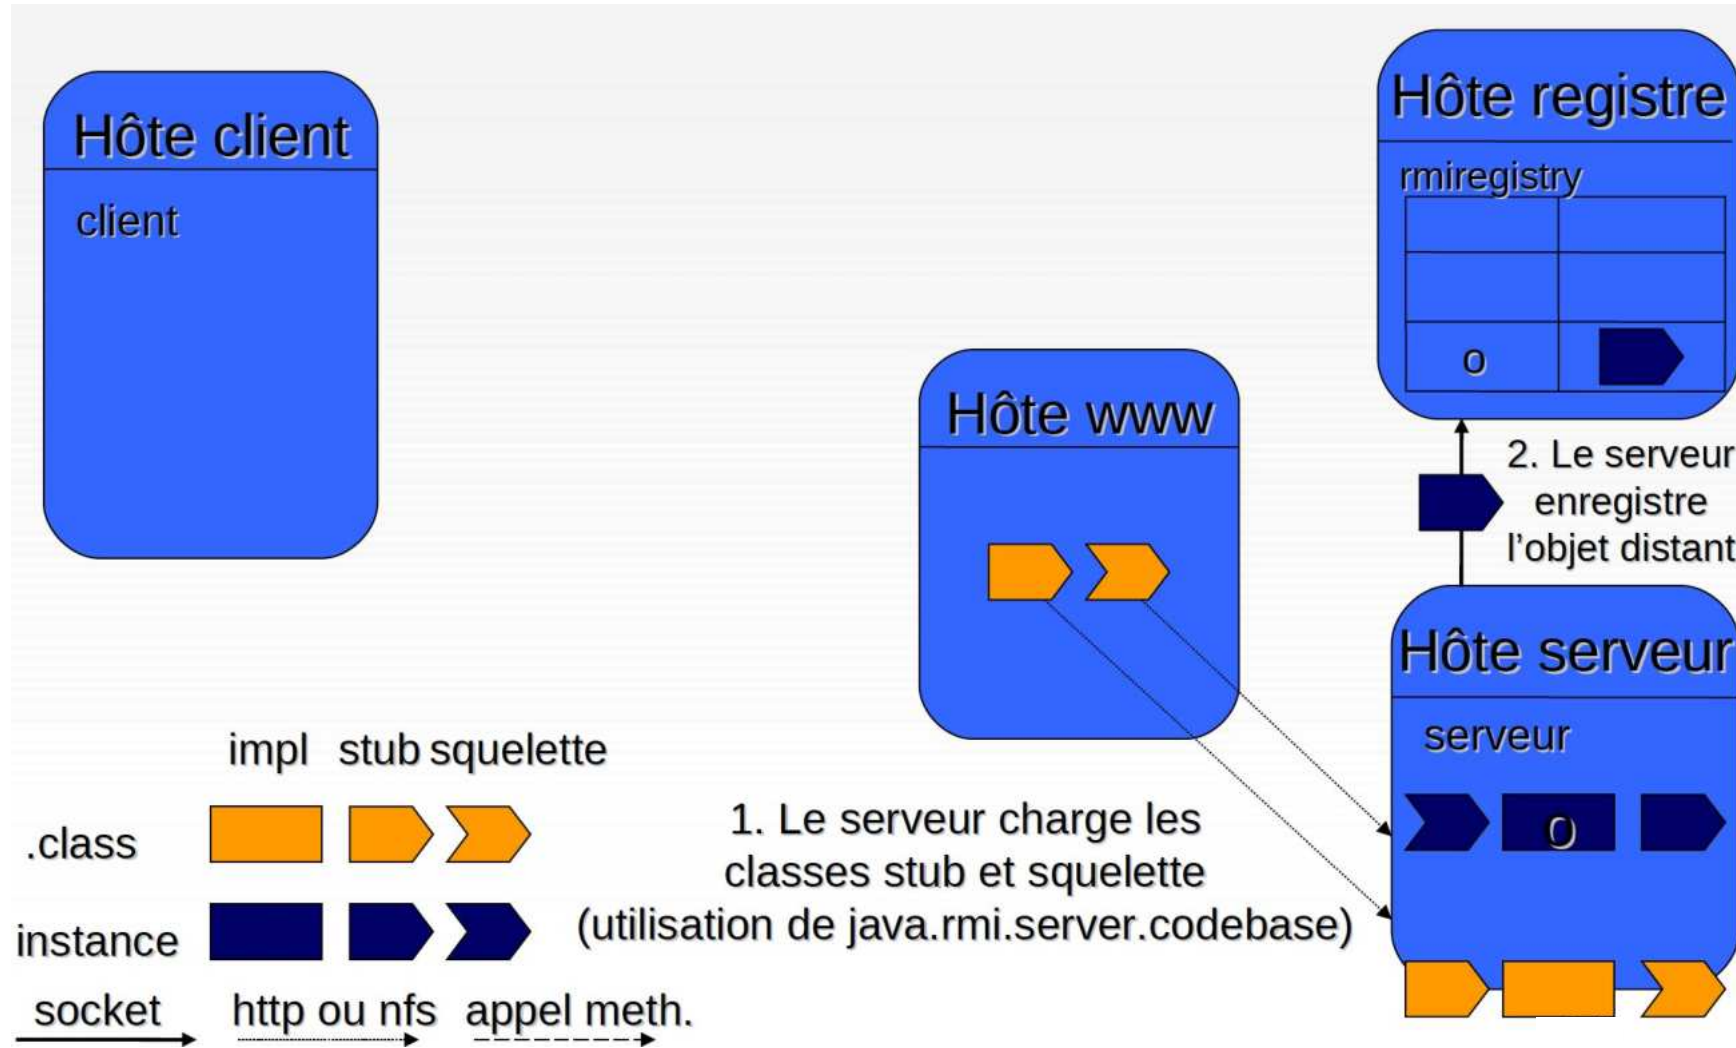 Hôte client
client
Hôte registre
rmiregistry
o
Hôte www
2. Le serveur
enregistre
l’objet distant
Hôte serveur
serveur
o
1. Le serveur charge les
classes stub et squelette
(utilisation de java.rmi.server.codebase)
impl stub squelette
.class
instance
socket http ou nfs appel meth.